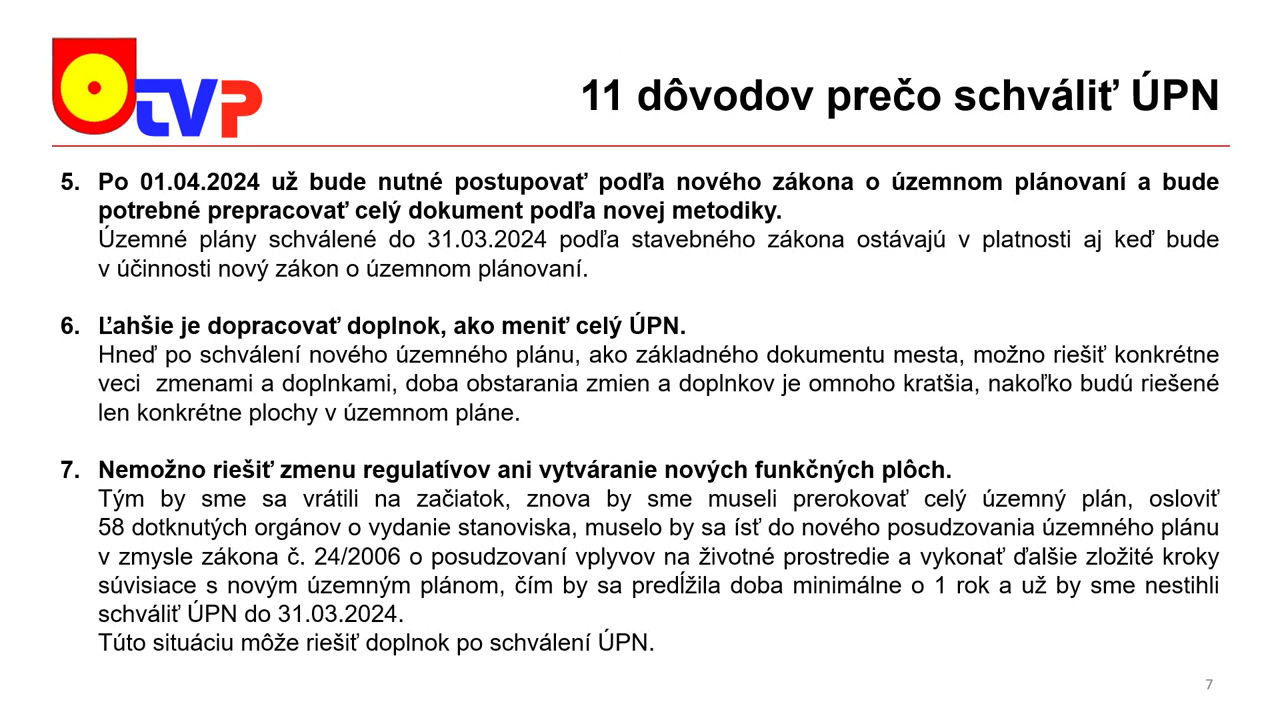 OtVP
11 dôvodov prečo schváliť ÚPN
5. Po 01.04.2024 už bude nutné postupovať podľa nového zákona o územnom plánovaní a bude
potrebné prepracovať celý dokument podľa novej metodiky.
Územné plány schválené do 31.03.2024 podľa stavebného zákona ostávajú v platnosti aj keď bude
v účinnosti nový zákon o územnom plánovaní.
6. Ľahšie je dopracovať doplnok, ako meniť celý ÚPN.
Hneď po schválení nového územného plánu, ako základného dokumentu mesta, možno riešiť konkrétne
veci zmenami a doplnkami, doba obstarania zmien a doplnkov je omnoho kratšia, nakoľko budú riešené
len konkrétne plochy v územnom pláne.
7. Nemožno riešiť zmenu regulatívov ani vytváranie nových funkčných plôch.
Tým by sme sa vrátili na začiatok, znova by sme museli prerokovať celý územný plán, osloviť
58 dotknutých orgánov o vydanie stanoviska, muselo by sa ísť do nového posudzovania územného plánu
v zmysle zákona č. 24/2006 o posudzovaní vplyvov na životné prostredie a vykonať ďalšie zložité kroky
súvisiace s novým územným plánom, čím by sa predĺžila doba minimálne o 1 rok a už by sme nestihli
schváliť ÚPN do 31.03.2024.
Túto situáciu môže riešiť doplnok po schválení ÚPN.
7